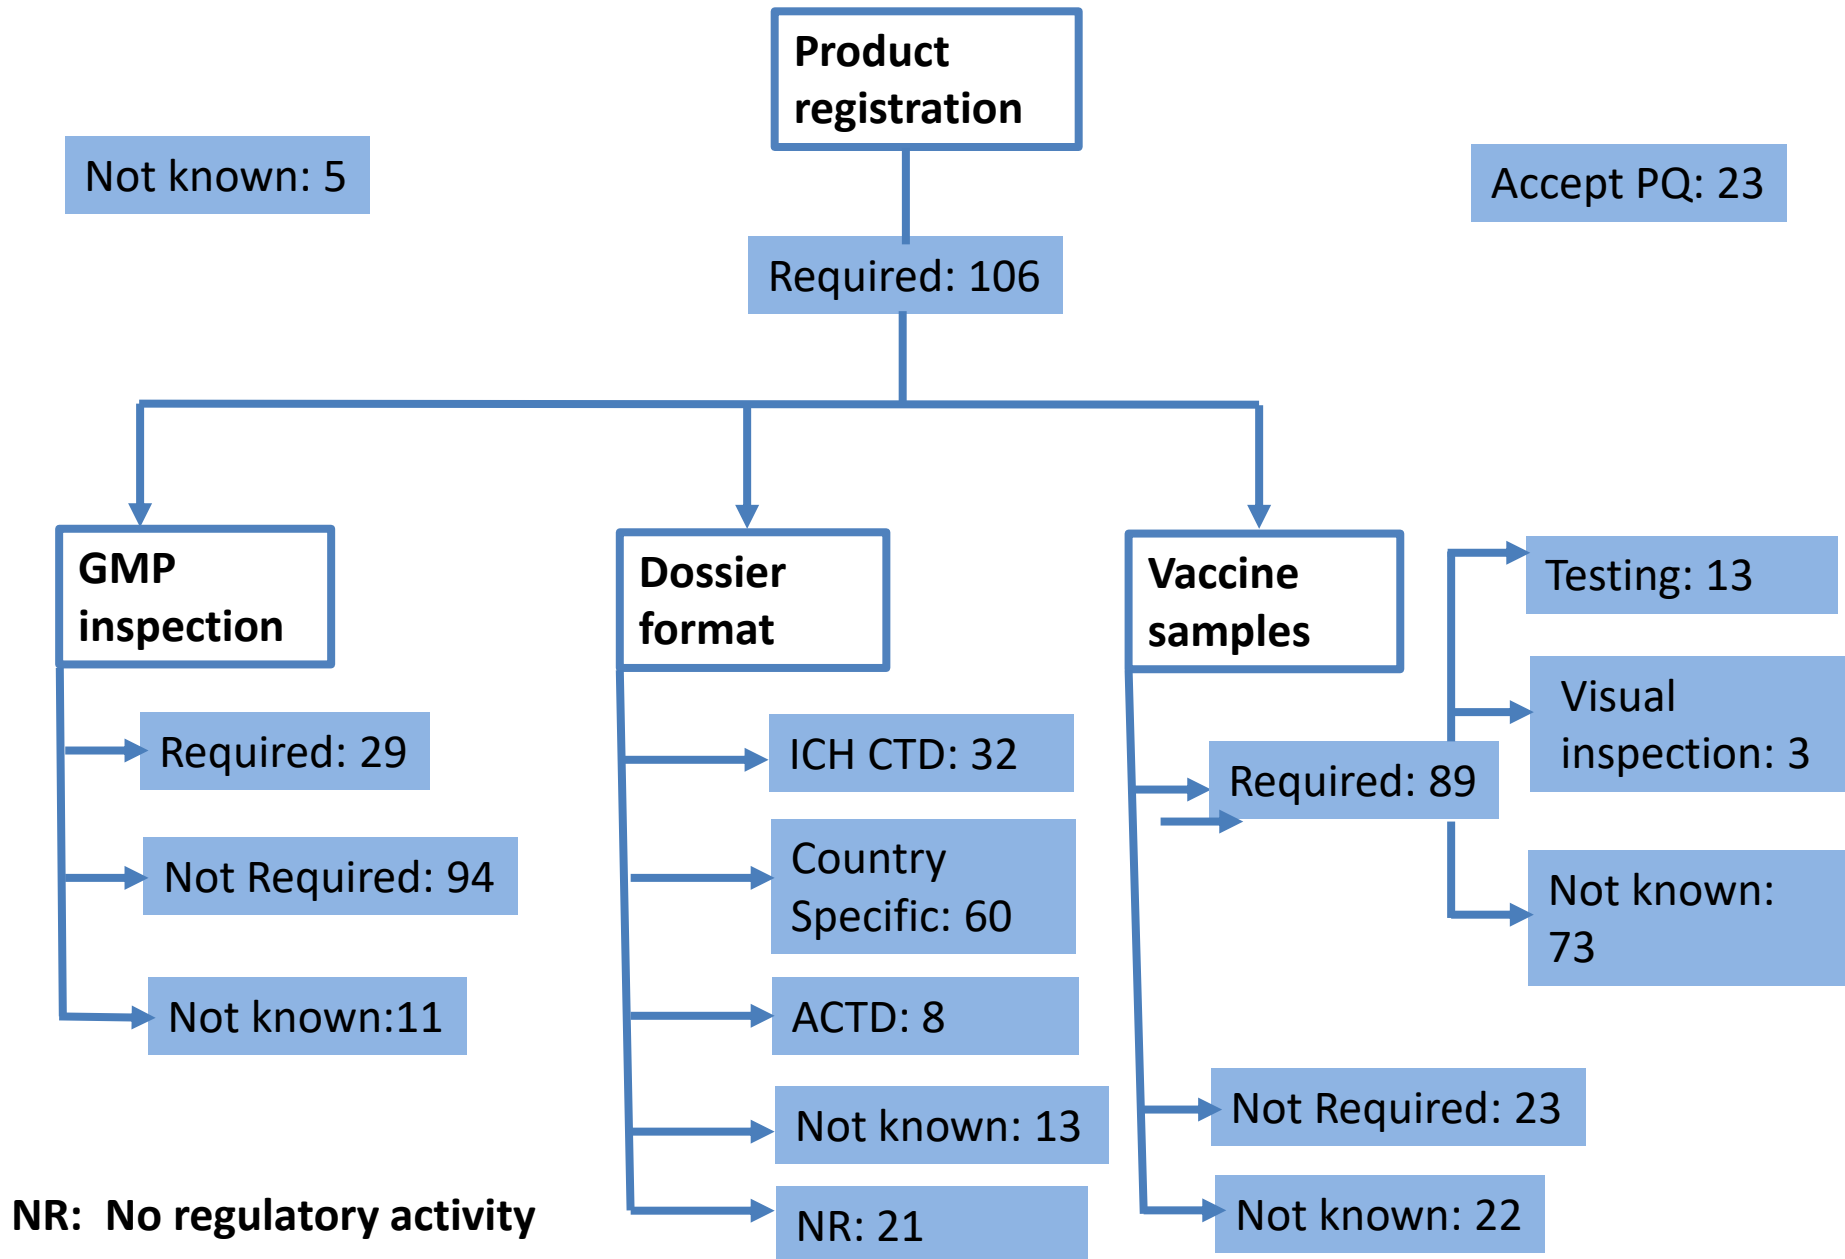 Product
registration
Not known: 5
Accept PQ: 23
Required: 106
GMP
inspection
Required: 29
Not Required: 94
Not known:11
Dossier
format
ICH CTD: 32
Country
Specific: 60
ACTD: 8
Not known: 13
NR: 21
Vaccine
samples
Required: 89
Testing: 13
Visual
inspection: 3
Not known:
73
Not Required: 23
Not known: 22
NR: No regulatory activity